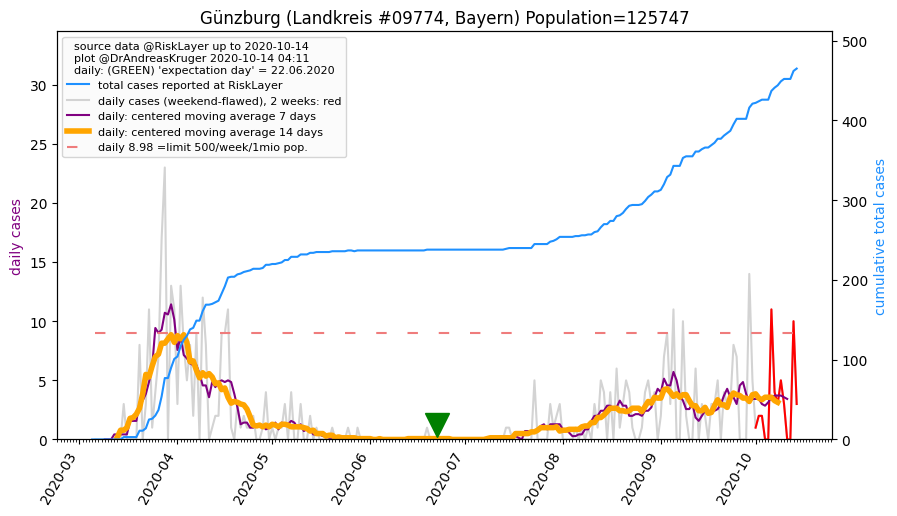 Günzburg (Landkreis #09774, Bayern) Population=125747
source data @RiskLayer up to 2020-10-14
plot @DrAndreasKruger 2020-10-14 04:11
daily: (GREEN) 'expectation day' = 22.06.2020
total cases reported at RiskLayer
daily cases (weekend-flawed), 2 weeks: red
daily: centered moving average 7 days
daily: centered moving average 14 days
daily 8.98 =limit 500/week/1mio pop.
daily cases
30
25
20
15
10
5
0
500
400
300
200
100
0
cumulative total cases
2020-03
2020-04
2020-05
2020-06
2020-07
2020-08
2020-09
2020-10